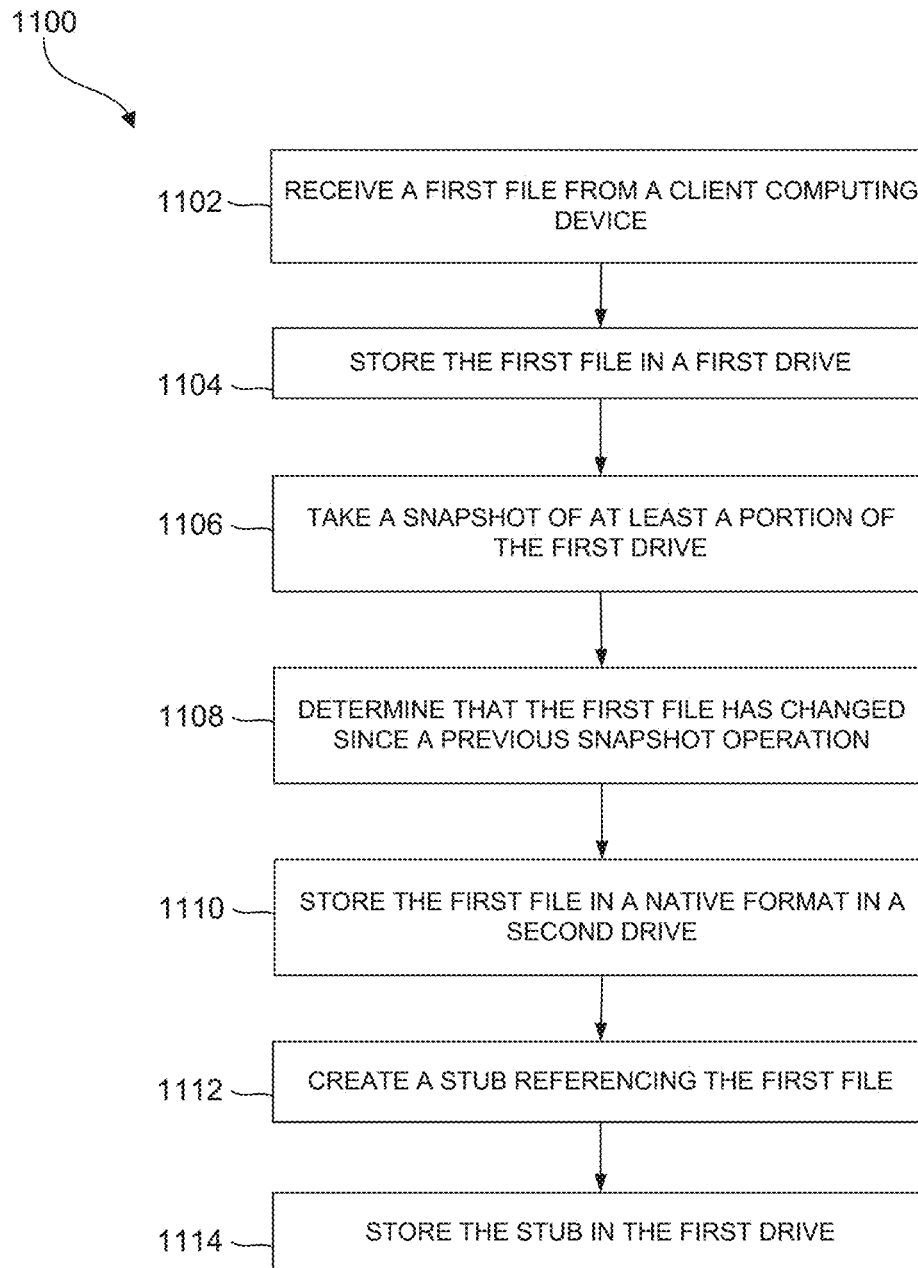 1100
1102
RECEIVE A FIRST FILE FROM A CLIENT COMPUTING
DEVICE
1104
STORE THE FIRST FILE IN A FIRST DRIVE
1106
TAKE A SNAPSHOT OF AT LEAST A PORTION OF
THE FIRST DRIVE
1108
DETERMINE THAT THE FIRST FILE HAS CHANGED
SINCE A PREVIOUS SNAPSHOT OPERATION
1110
STORE THE FIRST FILE IN A NATIVE FORMAT IN A
SECOND DRIVE
1112
CREATE A STUB REFERENCING THE FIRST FILE
1114
STORE THE STUB IN THE FIRST DRIVE